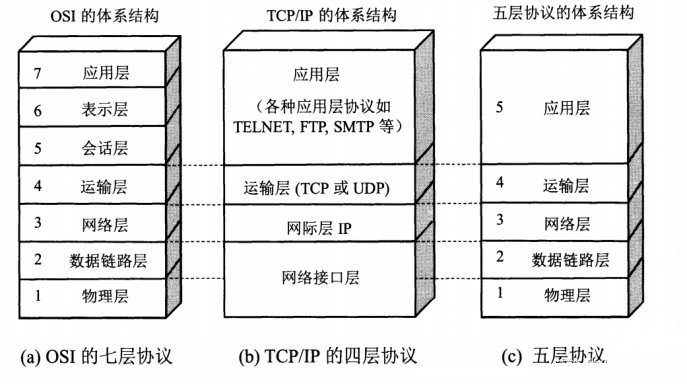 OSI 的体系结构
7 应用层
6 表示层
5 会话层
4 运输层
3 网络层
2 数据链路层
1 物理层
(a) OSI 的七层协议
TCP/IP 的体系结构
应用层
（各种应用层协议如
TELNET, FTP, SMTP 等）
运输层 (TCP 或 UDP)
网际层 IP
网络接口层
(b) TCP/IP 的四层协议
五层协议的体系结构
5 应用层
4 运输层
3 网络层
2 数据链路层
1 物理层
(c) 五层协议